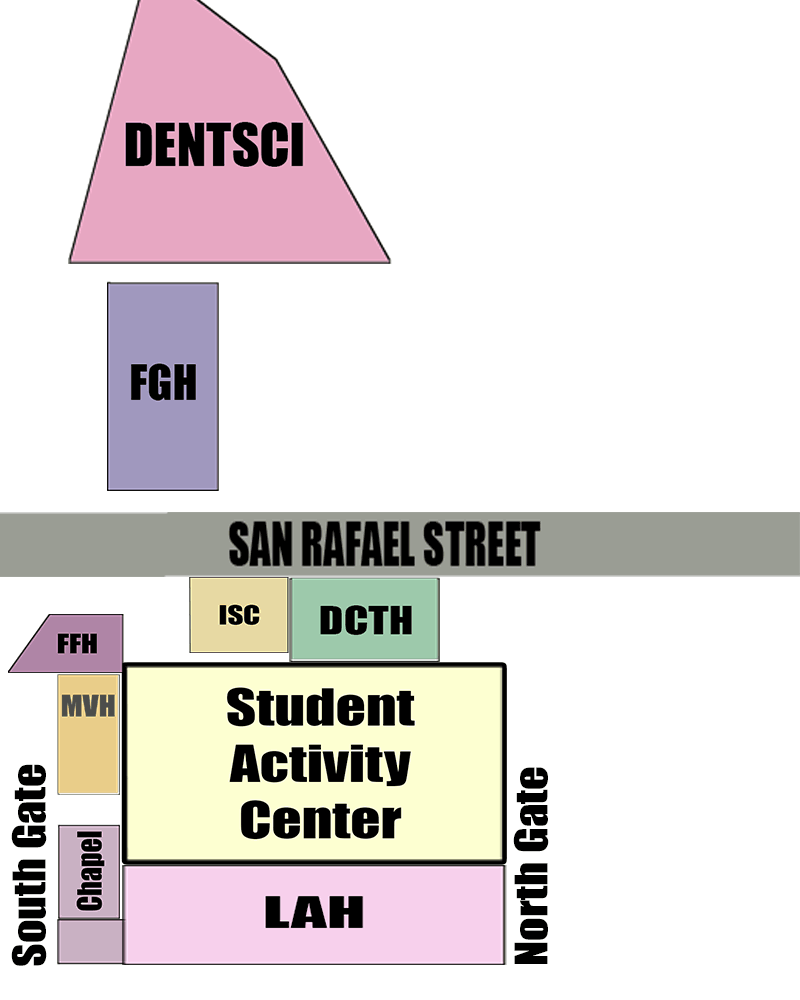 DENTSCI
FGH
SAN RAFAEL STREET
ISC
DCTH
FFH
MVH
Student
Activity
Center
South Gate
Chapel
North Gate
LAH